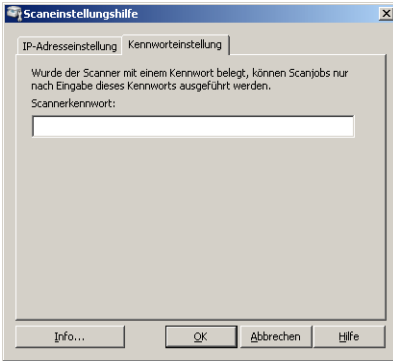 Scaneinstellungshilfe
IP-Adresseinstellung Kennworteinstellung
Wurde der Scanner mit einem Kennwort belegt, können Scanjobs nur
nach Eingabe dieses Kennworts ausgeführt werden.
Scannerkennwort:
Info... OK Abbrechen Hilfe